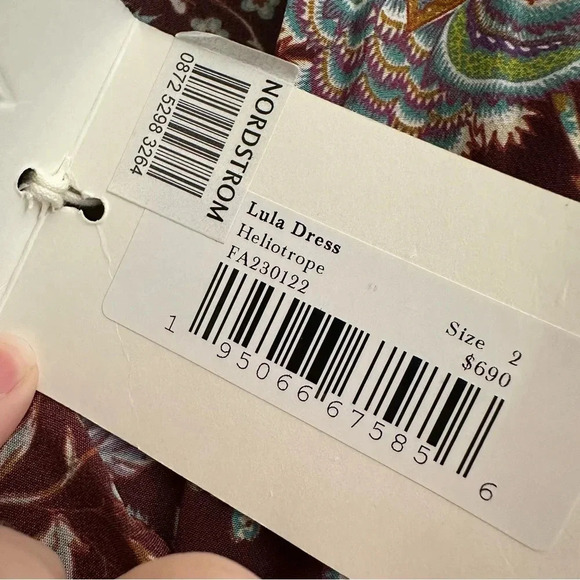 NORDSTROM
0872 5298 3264
Lula Dress
Heliotrope
FA230122
Size 2
$690
1 95066 67585 6